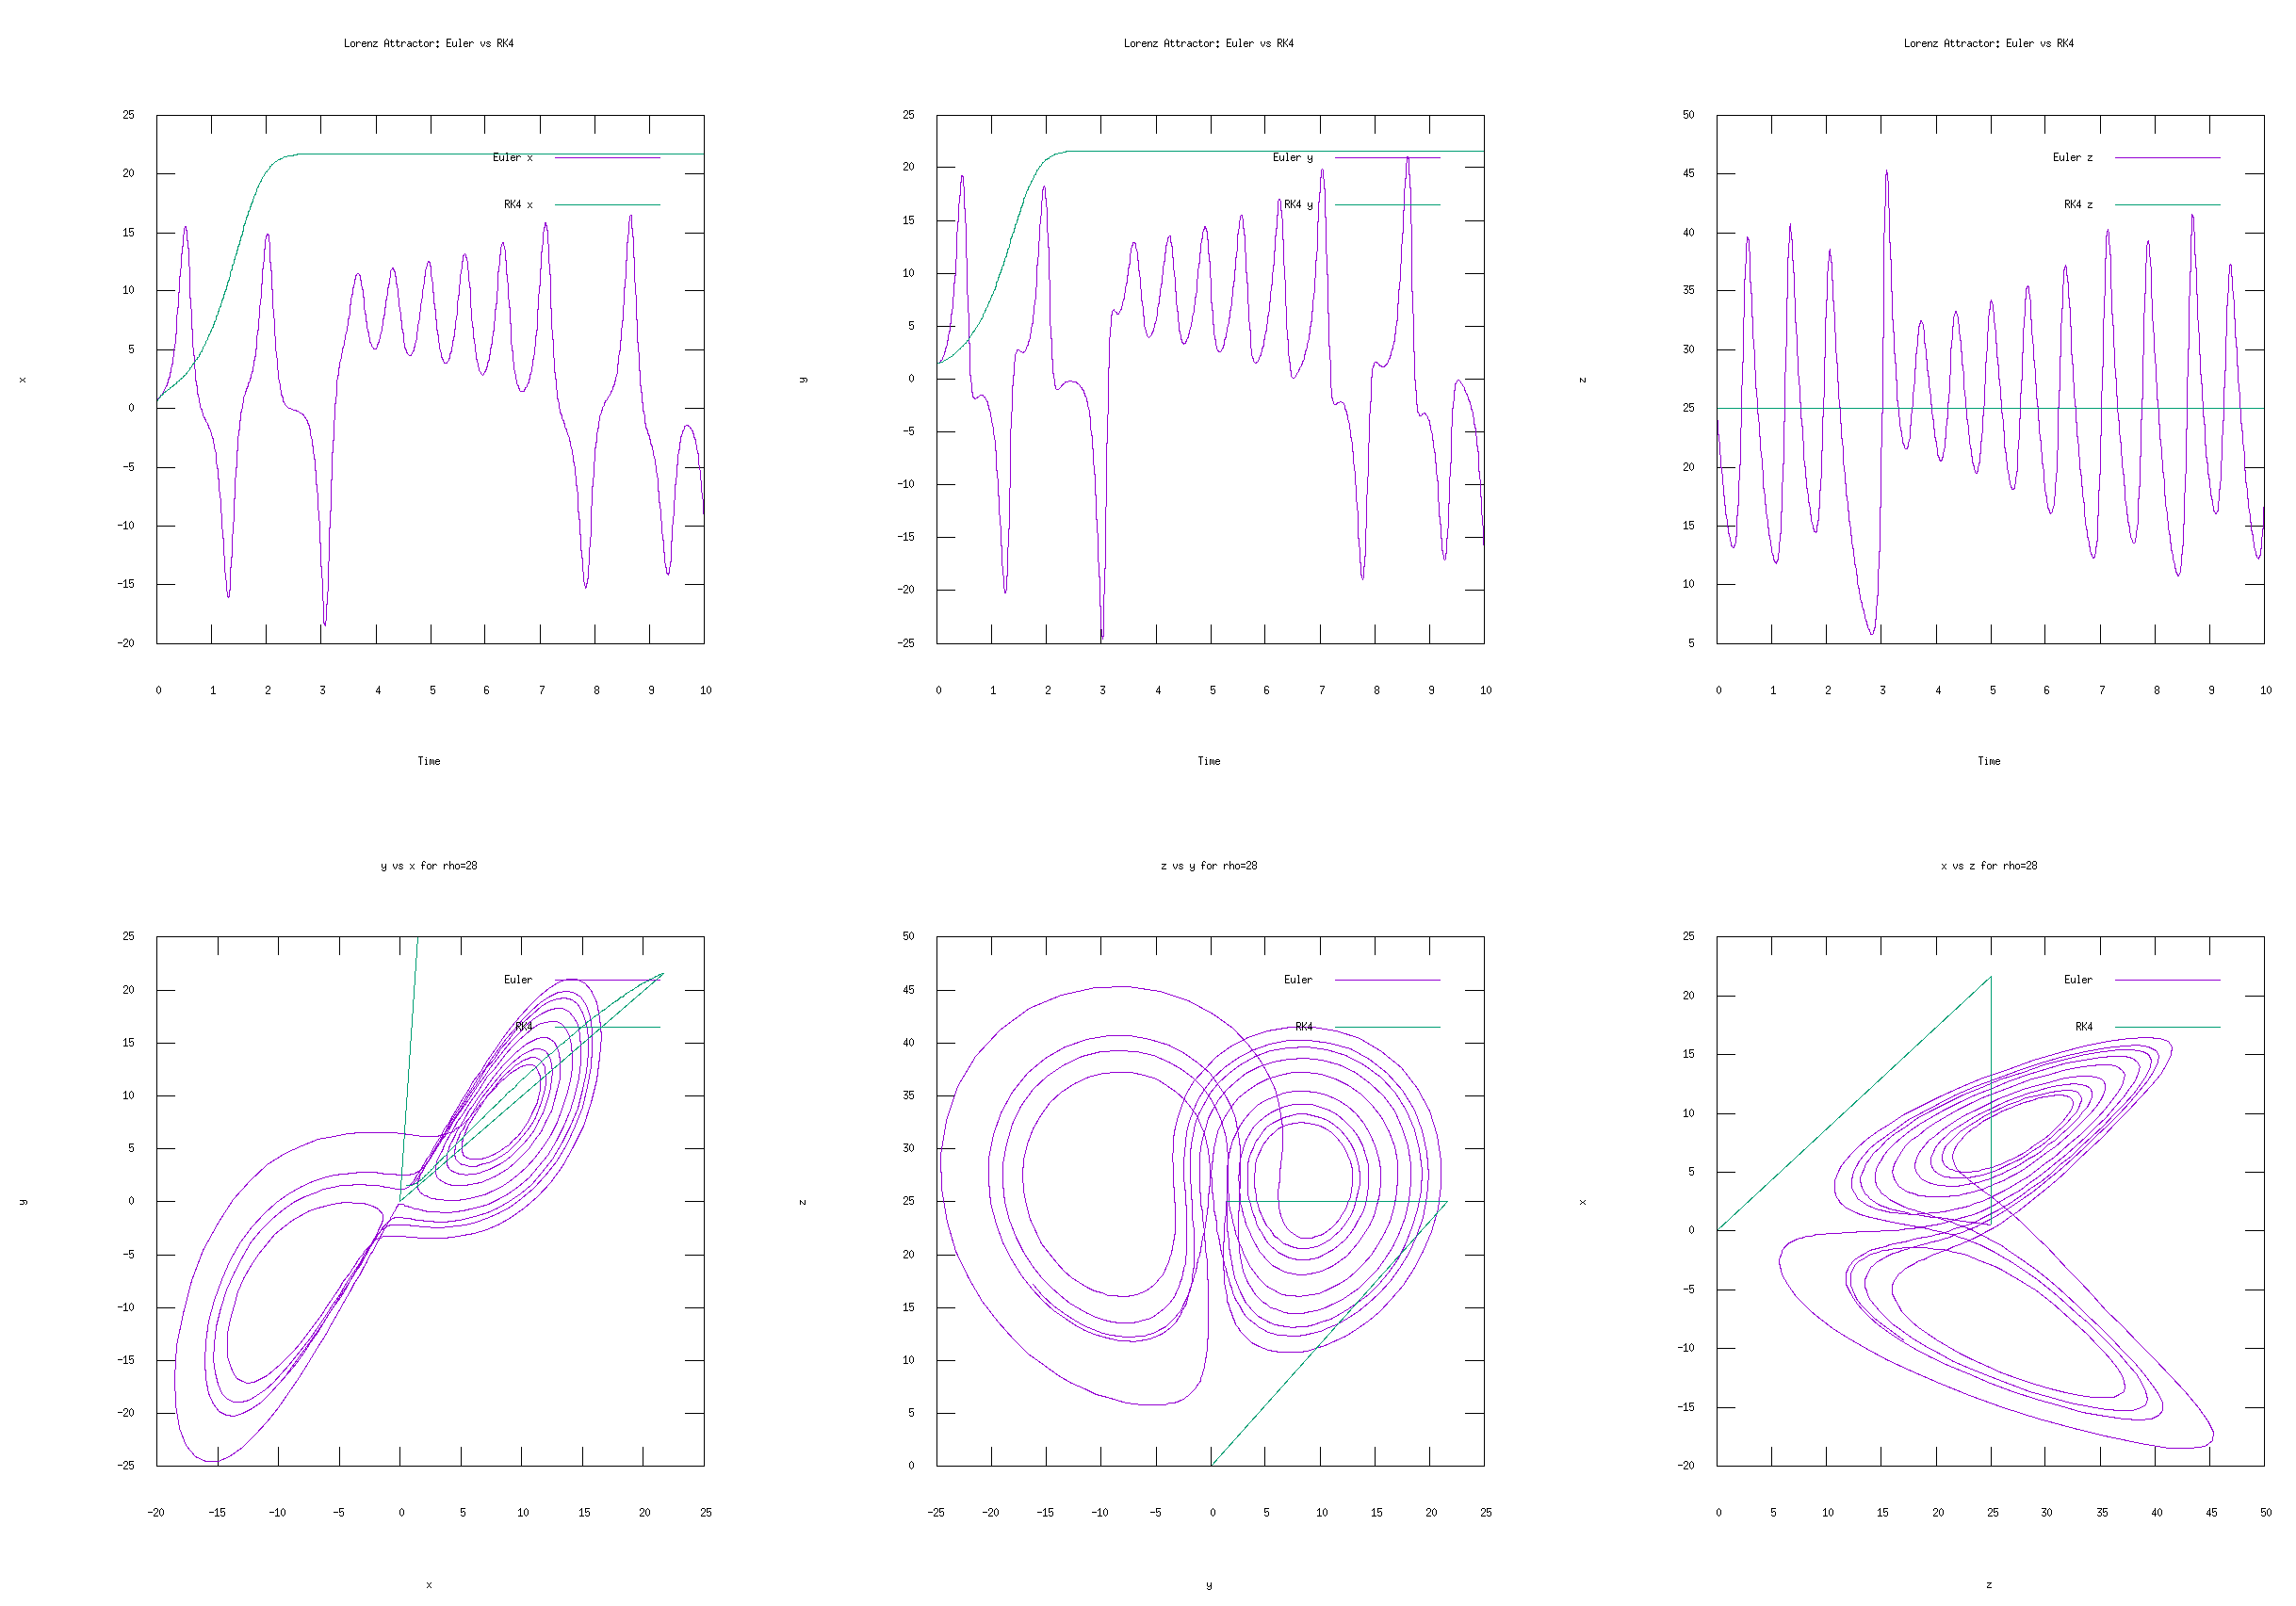 Lorenz Attractor: Euler vs RK4
25
20
15
10
5
0
-5
-10
-15
-20
x
Euler x
RK4 x
0 1 2 3 4 5 6 7 8 9 10
Time
Lorenz Attractor: Euler vs RK4
25
20
15
10
5
0
-5
-10
-15
-20
-25
y
Euler y
RK4 y
0 1 2 3 4 5 6 7 8 9 10
Time
Lorenz Attractor: Euler vs RK4
50
45
40
35
30
25
20
15
10
5
z
Euler z
RK4 z
0 1 2 3 4 5 6 7 8 9 10
Time
y vs x for rho=28
25
20
15
10
5
0
-5
-10
-15
-20
-25
y
Euler
RK4
-20 -15 -10 -5 0 5 10 15 20 25
x
z vs y for rho=28
50
45
40
35
30
25
20
15
10
5
0
z
Euler
RK4
-25 -20 -15 -10 -5 0 5 10 15 20 25
y
x vs z for rho=28
25
20
15
10
5
0
-5
-10
-15
-20
x
Euler
RK4
0 5 10 15 20 25 30 35 40 45 50
z